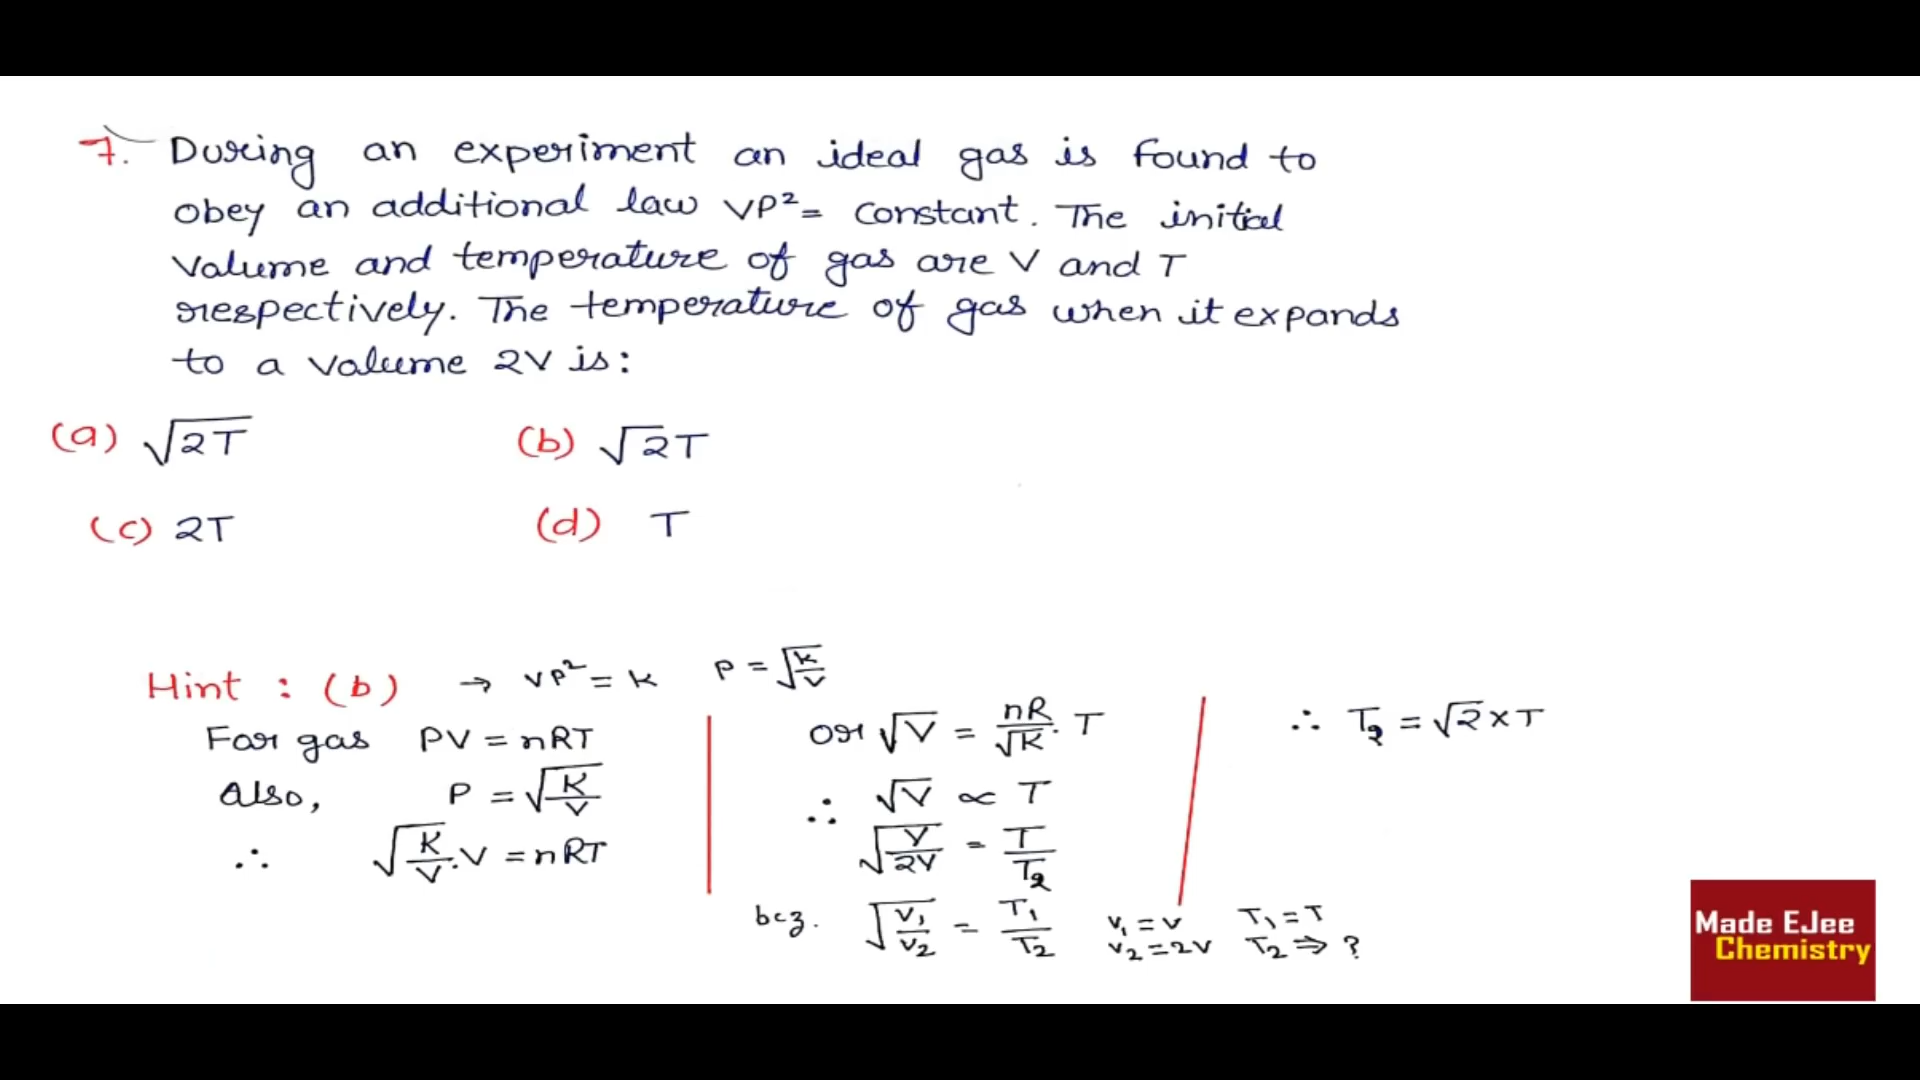 7. During an experiment an ideal gas is found to
obey an additional law VP² = constant. The initial
volume and temperature of gas are V and T
respectively. The temperature of gas when it expands
to a volume 2V is:
(a) √2T̅ (b) √2 T
(c) 2T (d) T
Hint : (b) → VP² = K P = √(K/V)
For gas PV = nRT
Also, P = √(K/V)
∴ √(K/V) . V = nRT
or √V = nR/√K . T
∴ √V ∝ T
√(V/2V) = T/T₂
bcz. √(V₁/V₂) = T₁/T₂ V₁ = V T₁ = T
V₂ = 2V T₂ ⇒ ?
∴ T₂ = √2 × T
Made EJee
Chemistry